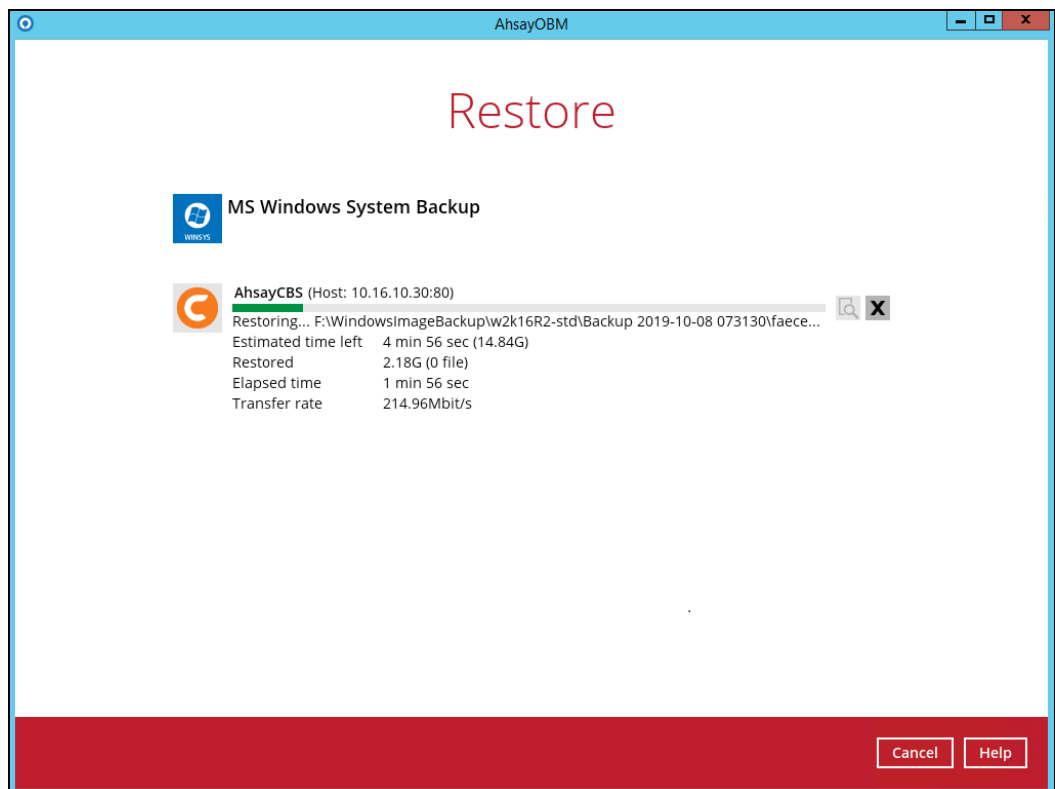 AhsayOBM
Restore
MS Windows System Backup
WINSYS
AhsayCBS (Host: 10.16.10.30:80)
Restoring... F:\WindowsImageBackup\w2k16R2-std\Backup 2019-10-08 073130\faece...
Estimated time left 4 min 56 sec (14.84G)
Restored 2.18G (0 file)
Elapsed time 1 min 56 sec
Transfer rate 214.96Mbit/s
Cancel Help